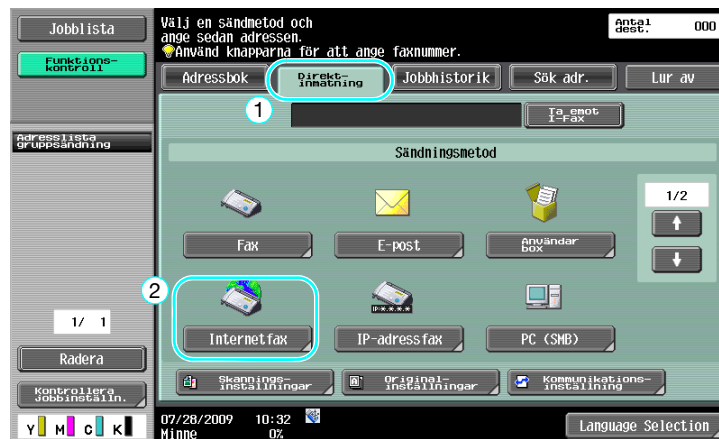 Jobblista
Funktions-
kontroll
Adresslista
gruppsändning
1/ 1
Radera
Kontrollera
jobbinställn.
Y M C K
Välj en sändmetod och
ange sedan adressen.
Använd knapparna för att ange faxnummer.
Antal
dest. 000
Adressbok
Direkt-
inmatning
Jobbhistorik
Sök adr.
Lur av
1
Ta emot
I-Fax
Sändningsmetod
Fax
E-post
Användar
box
1/2
2
IP-*.*.*.*
Internetfax
IP-adressfax
PC (SMB)
Skannings-
inställningar
Original-
inställningar
Kommunikations-
inställning
07/28/2009 10:32
Minne 0%
Language Selection